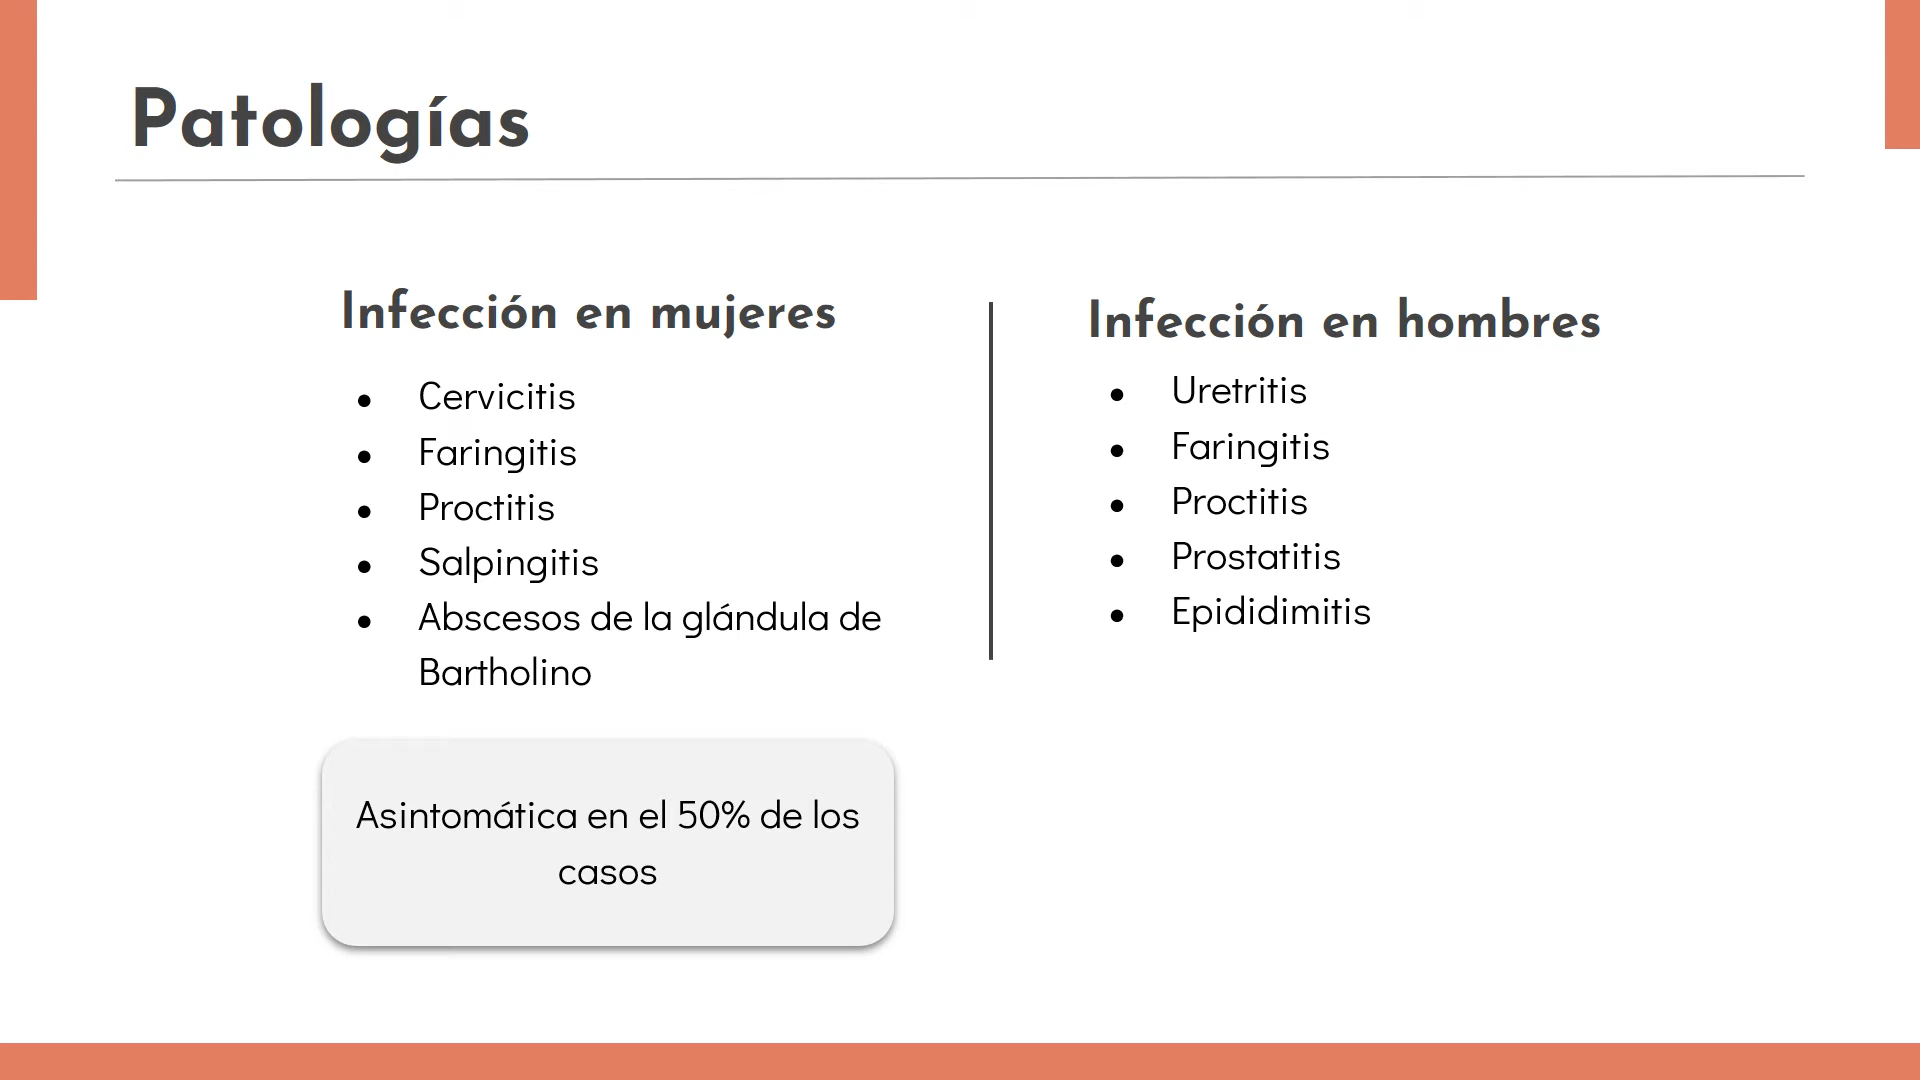 Patologías
Infección en mujeres
• Cervicitis
• Faringitis
• Proctitis
• Salpingitis
• Abscesos de la glándula de
Bartholino
Asintomática en el 50% de los
casos
Infección en hombres
• Uretritis
• Faringitis
• Proctitis
• Prostatitis
• Epididimitis